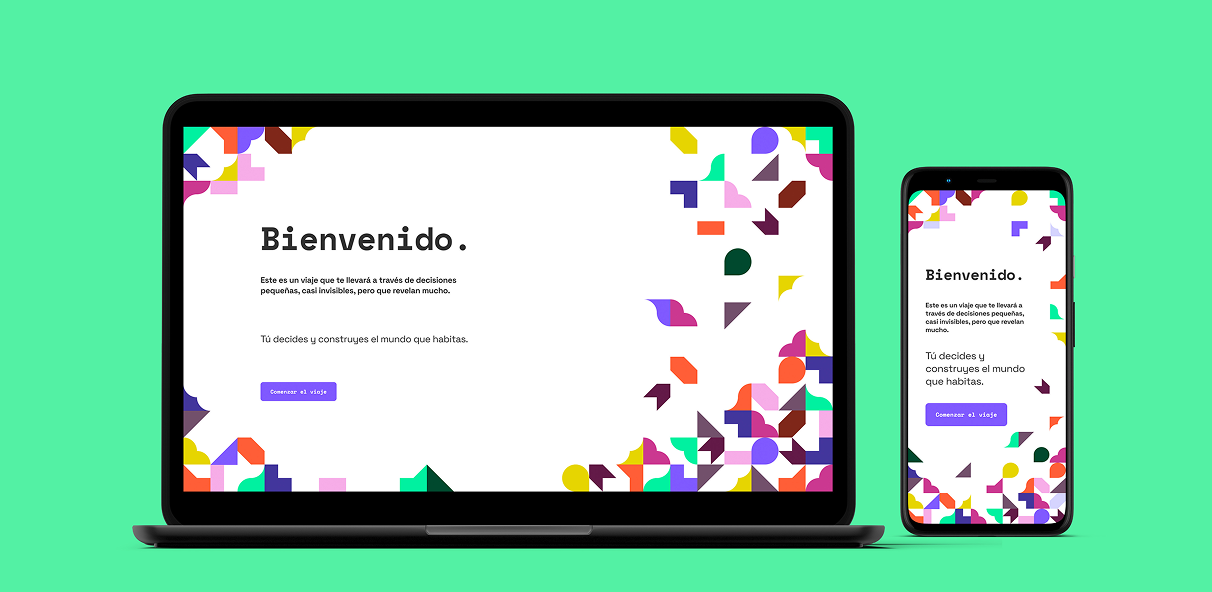 Bienvenido.
Este es un viaje que te llevará a través de decisiones
pequeñas, casi invisibles, pero que revelan mucho.
Tú decides y construyes el mundo que habitas.
Comenzar el viaje
Bienvenido.
Este es un viaje que te llevará a
través de decisiones pequeñas,
casi invisibles, pero que revelan
mucho.
Tú decides y
construyes el mundo
que habitas.
Comenzar el viaje